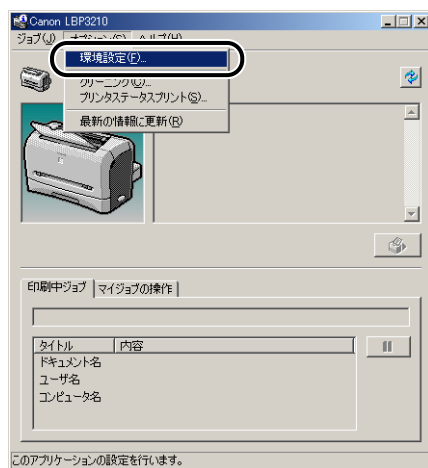 Canon LBP3210
ジョブ(J) オプション(S) ヘルプ(H)
環境設定(F)...
クリーニング(C)...
プリンタステータスプリント(S)...
最新の情報に更新(R)
印刷中ジョブ マイジョブの操作
タイトル 内容
ドキュメント名
ユーザ名
コンピュータ名
このアプリケーションの設定を行います。